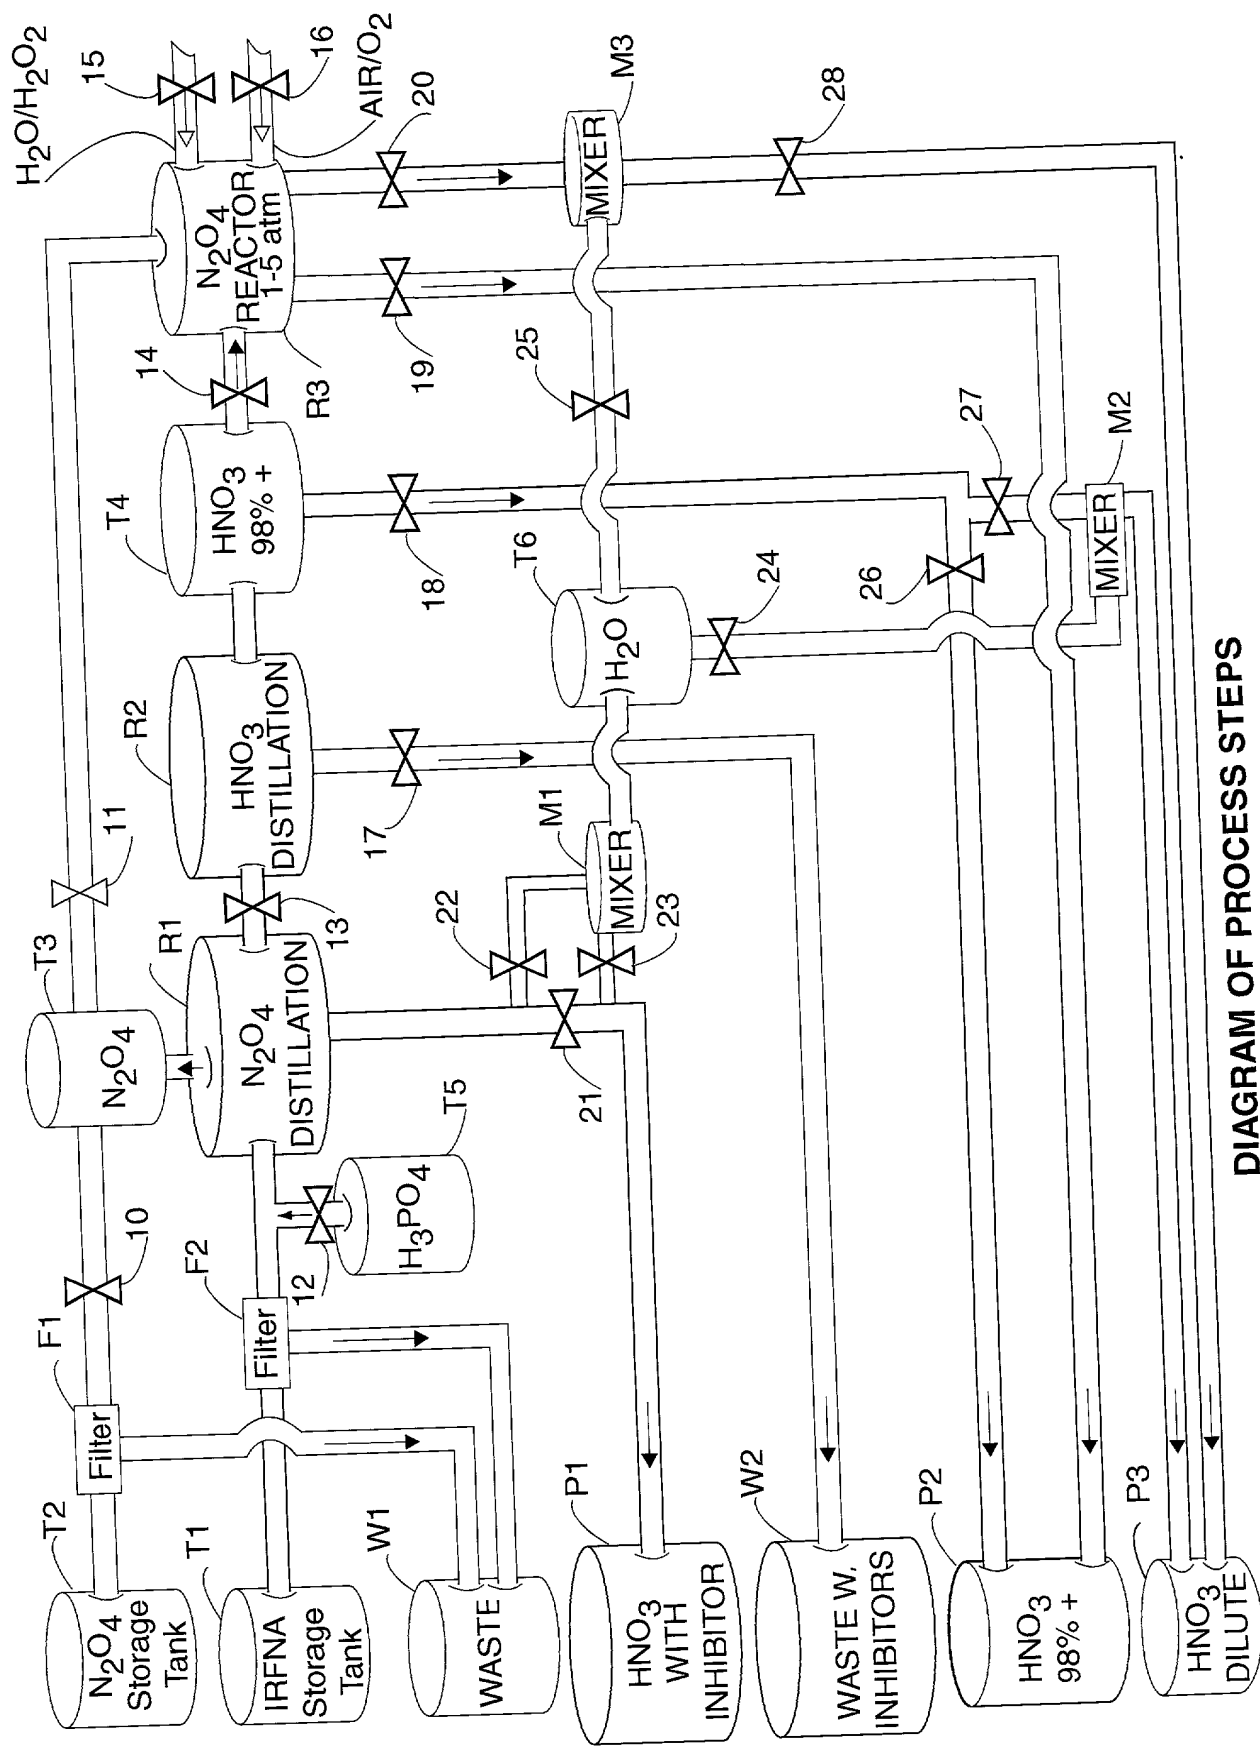 T2
N2O4
Storage
Tank
F1
Filter
10
T3
N2O4
11
T1
IRFNA
Storage
Tank
F2
Filter
12
T5
H3PO4
R1
N2O4
DISTILLATION
13
R2
HNO3
DISTILLATION
T4
HNO3
98% +
14
R3
N2O4
REACTOR
1-5 atm
H2O/H2O2
15
16
AIR/O2
W1
WASTE
21
22
23
M1
MIXER
17
T6
H2O
18
25
19
20
M3
MIXER
P1
HNO3
WITH
INHIBITOR
W2
WASTE W.
INHIBITORS
24
26
27
28
P2
HNO3
98% +
M2
MIXER
P3
HNO3
DILUTE
DIAGRAM OF PROCESS STEPS